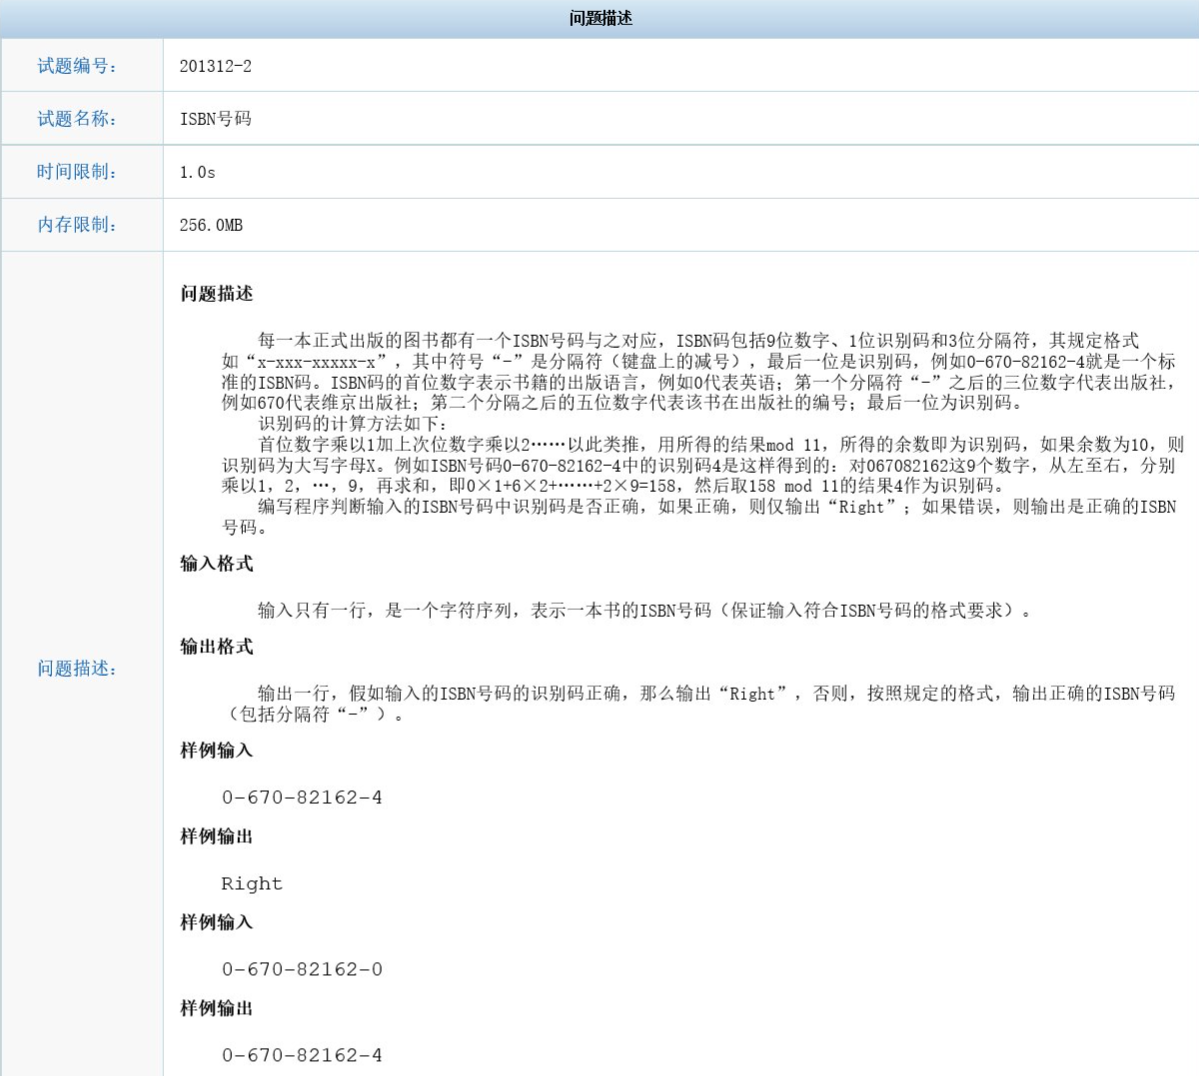 问题描述
试题编号：
201312-2
试题名称：
ISBN号码
时间限制：
1.0s
内存限制：
256.0MB
问题描述：
问题描述
每一本正式出版的图书都有一个ISBN号码与之对应，ISBN码包括9位数字、1位识别码和3位分隔符，其规定格式
如“x-xxx-xxxxx-x”，其中符号“-”是分隔符（键盘上的减号），最后一位是识别码，例如0-670-82162-4就是一个标
准的ISBN码。ISBN码的首位数字表示书籍的出版语言，例如0代表英语；第一个分隔符“-”之后的三位数字代表出版社，
例如670代表维京出版社；第二个分隔之后的五位数字代表该书在出版社的编号；最后一位为识别码。
识别码的计算方法如下：
首位数字乘以1加上次位数字乘以2……以此类推，用所得的结果mod 11，所得的余数即为识别码，如果余数为10，则
识别码为大写字母X。例如ISBN号码0-670-82162-4中的识别码4是这样得到的：对067082162这9个数字，从左至右，分别
乘以1，2，…，9，再求和，即0×1+6×2+……+2×9=158，然后取158 mod 11的结果4作为识别码。
编写程序判断输入的ISBN号码中识别码是否正确，如果正确，则仅输出“Right”；如果错误，则输出是正确的ISBN
号码。
输入格式
输入只有一行，是一个字符序列，表示一本书的ISBN号码（保证输入符合ISBN号码的格式要求）。
输出格式
输出一行，假如输入的ISBN号码的识别码正确，那么输出“Right”，否则，按照规定的格式，输出正确的ISBN号码
（包括分隔符“-”）。
样例输入
0-670-82162-4
样例输出
Right
样例输入
0-670-82162-0
样例输出
0-670-82162-4